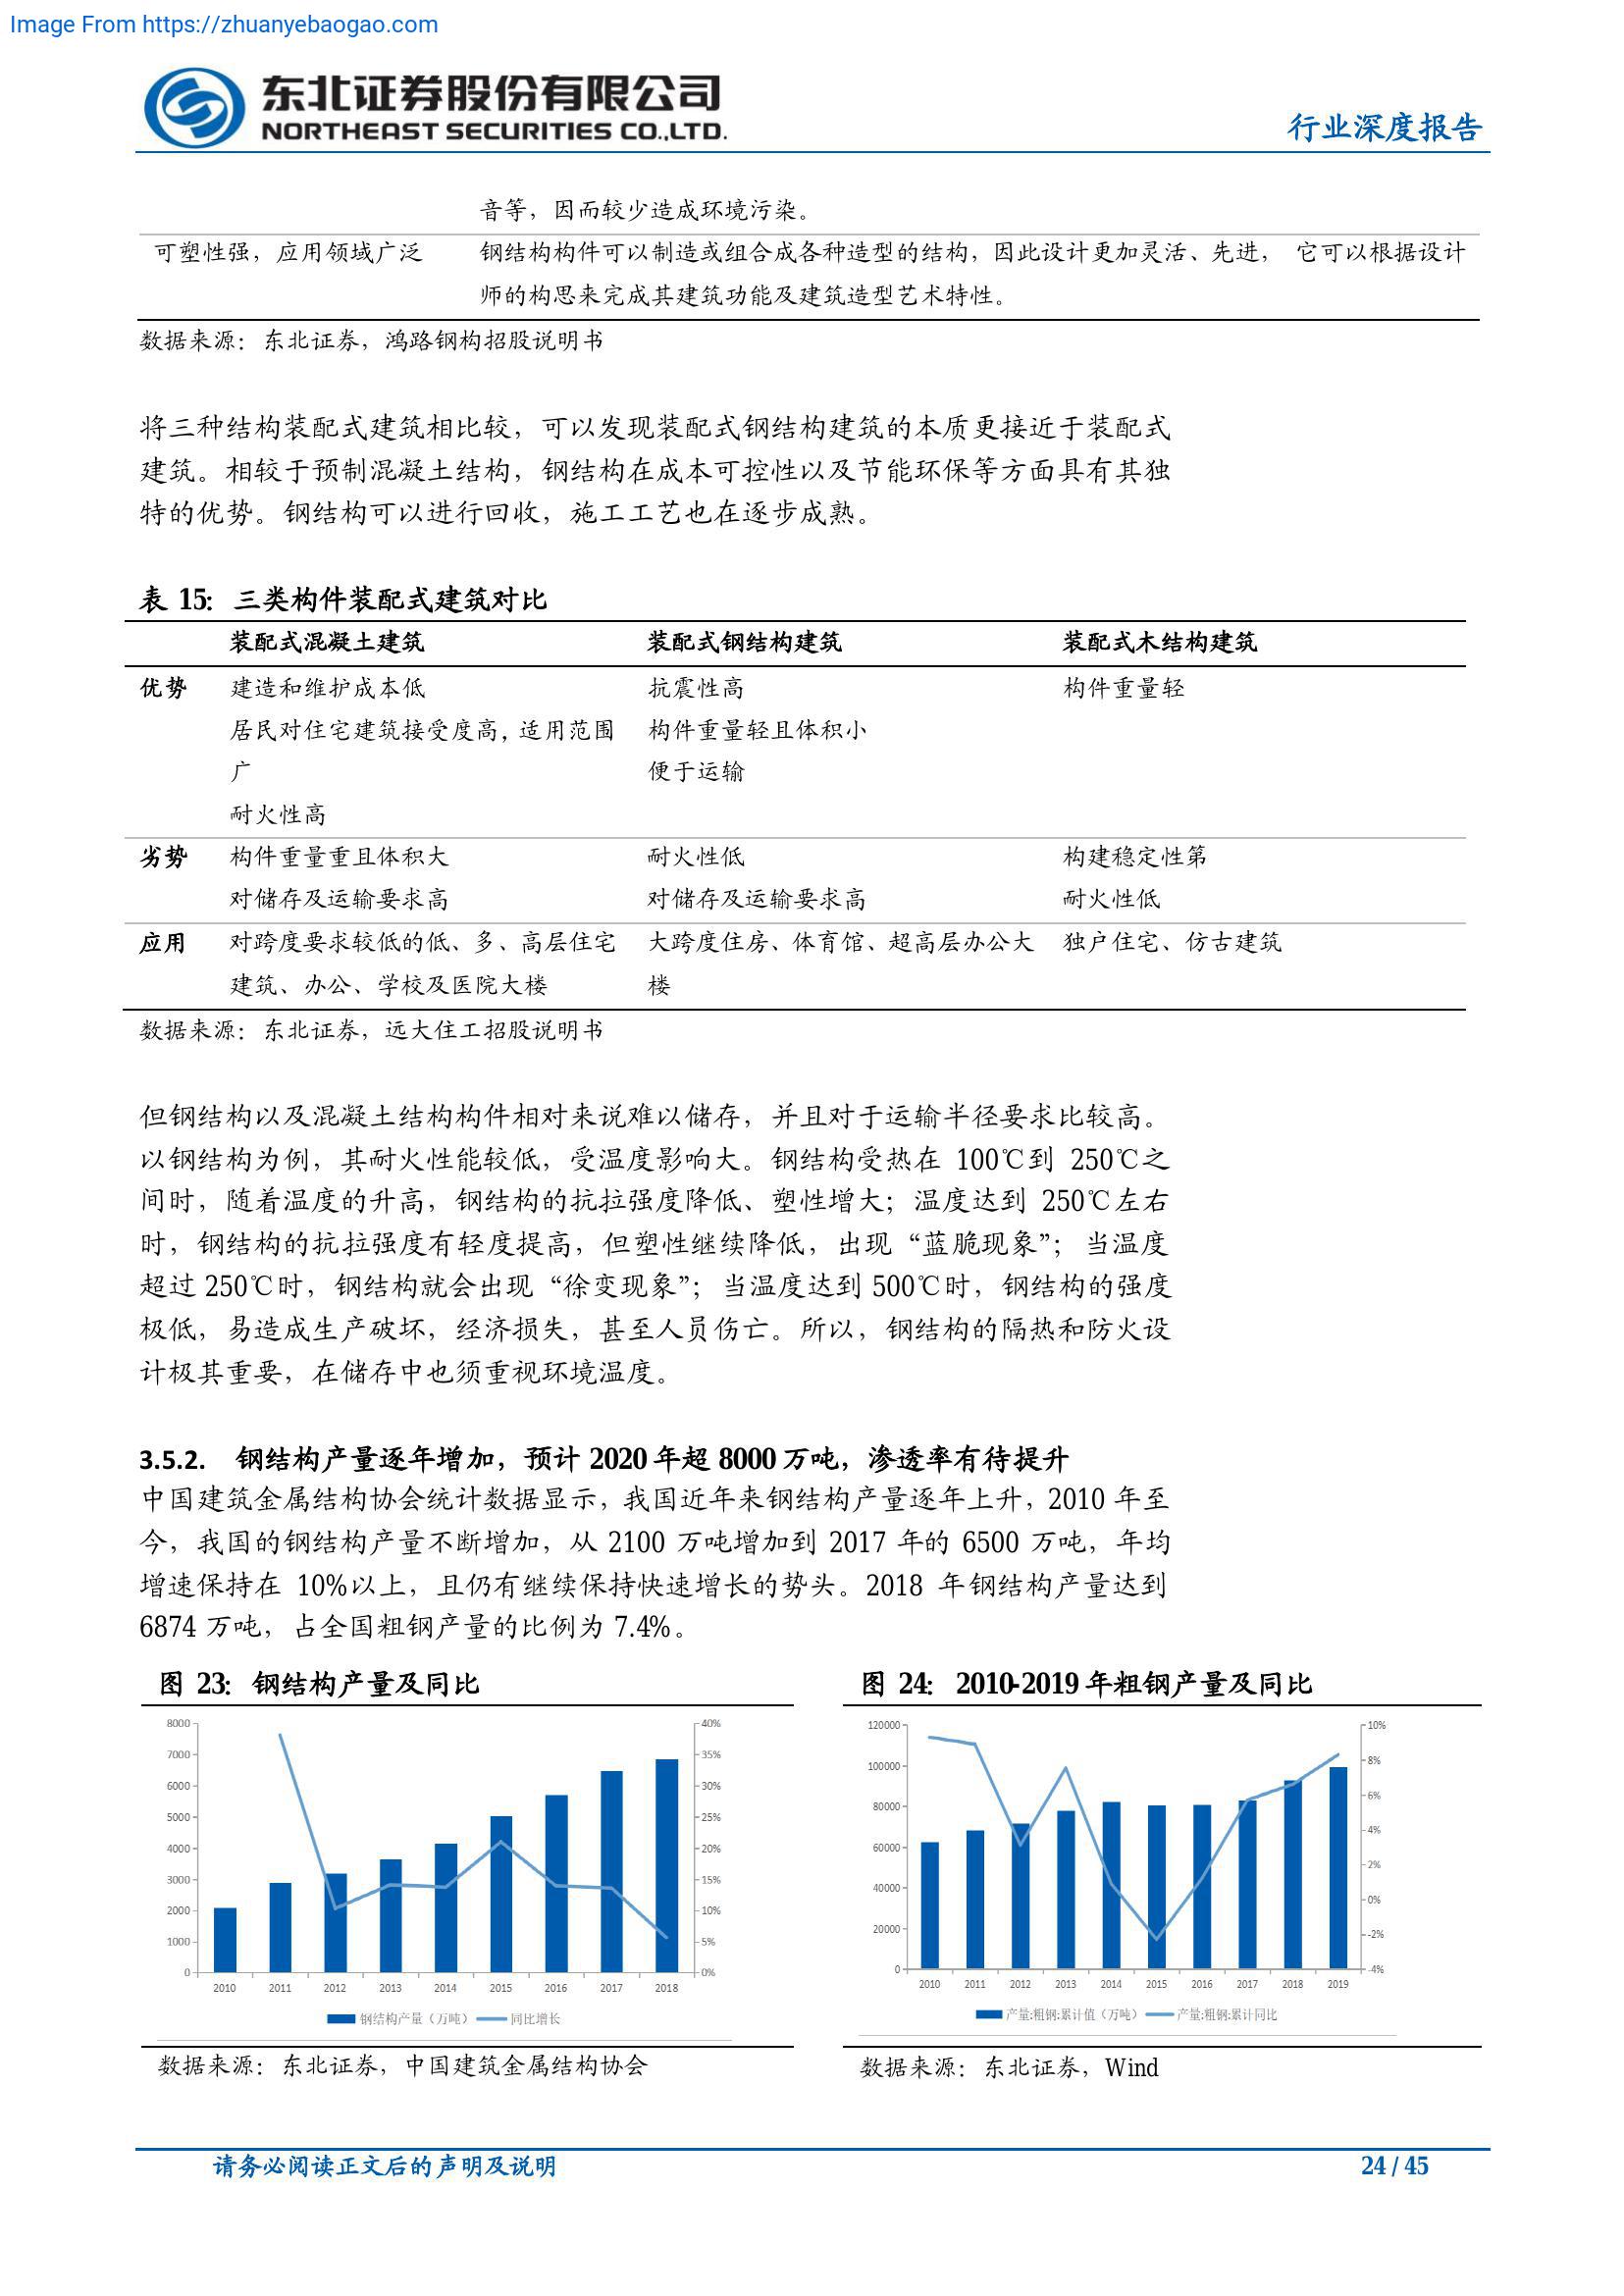 Image From https://zhuanyebaogao.com
东北证券股份有限公司
NORTHEAST SECURITIES CO.,LTD.
行业深度报告
音等，因而较少造成环境污染。
可塑性强，应用领域广泛 钢结构构件可以制造或组合成各种造型的结构，因此设计更加灵活、先进， 它可以根据设计
师的构思来完成其建筑功能及建筑造型艺术特性。
数据来源：东北证券，鸿路钢构招股说明书
将三种结构装配式建筑相比较，可以发现装配式钢结构建筑的本质更接近于装配式
建筑。相较于预制混凝土结构，钢结构在成本可控性以及节能环保等方面具有其独
特的优势。钢结构可以进行回收，施工工艺也在逐步成熟。
表 15：三类构件装配式建筑对比
装配式混凝土建筑 装配式钢结构建筑 装配式木结构建筑
优势 建造和维护成本低 抗震性高 构件重量轻
居民对住宅建筑接受度高，适用范围 构件重量轻且体积小
广 便于运输
耐火性高
劣势 构件重量重且体积大 耐火性低 构建稳定性第
对储存及运输要求高 对储存及运输要求高 耐火性低
应用 对跨度要求较低的低、多、高层住宅 大跨度住房、体育馆、超高层办公大 独户住宅、仿古建筑
建筑、办公、学校及医院大楼 楼
数据来源：东北证券，远大住工招股说明书
但钢结构以及混凝土结构构件相对来说难以储存，并且对于运输半径要求比较高。
以钢结构为例，其耐火性能较低，受温度影响大。钢结构受热在 100℃到 250℃之
间时，随着温度的升高，钢结构的抗拉强度降低、塑性增大；温度达到 250℃左右
时，钢结构的抗拉强度有轻度提高，但塑性继续降低，出现“蓝脆现象”；当温度
超过 250℃时，钢结构就会出现“徐变现象”；当温度达到 500℃时，钢结构的强度
极低，易造成生产破坏，经济损失，甚至人员伤亡。所以，钢结构的隔热和防火设
计极其重要，在储存中也须重视环境温度。
3.5.2. 钢结构产量逐年增加，预计 2020 年超 8000 万吨，渗透率有待提升
中国建筑金属结构协会统计数据显示，我国近年来钢结构产量逐年上升，2010 年至
今，我国的钢结构产量不断增加，从 2100 万吨增加到 2017 年的 6500 万吨，年均
增速保持在 10%以上，且仍有继续保持快速增长的势头。2018 年钢结构产量达到
6874 万吨，占全国粗钢产量的比例为 7.4%。
图 23：钢结构产量及同比
8000 40%
7000 35%
6000 30%
5000 25%
4000 20%
3000 15%
2000 10%
1000 5%
0 0%
2010 2011 2012 2013 2014 2015 2016 2017 2018
钢结构产量（万吨） 同比增长
数据来源：东北证券，中国建筑金属结构协会
图 24：2010-2019 年粗钢产量及同比
120000 10%
100000 8%
80000 6%
60000 4%
40000 2%
20000 0%
0 -2%
-4%
2010 2011 2012 2013 2014 2015 2016 2017 2018 2019
产量:粗钢:累计值（万吨） 产量:粗钢:累计同比
数据来源：东北证券，Wind
请务必阅读正文后的声明及说明 24 / 45